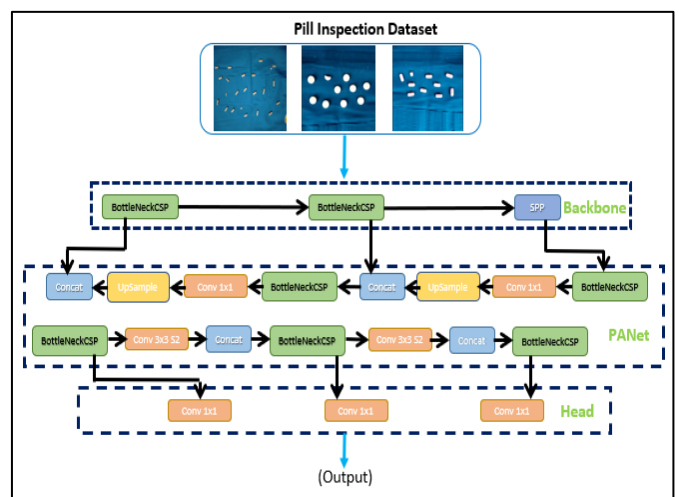 Pill Inspection Dataset
BottleNeckCSP BottleNeckCSP SPP Backbone
Concat UpSample Conv 1x1 BottleNeckCSP Concat UpSample Conv 1x1 BottleNeckCSP
BottleNeckCSP Conv 3x3 S2 Concat BottleNeckCSP Conv 3x3 S2 Concat BottleNeckCSP PANet
Conv 1x1 Conv 1x1 Conv 1x1 Head
(Output)